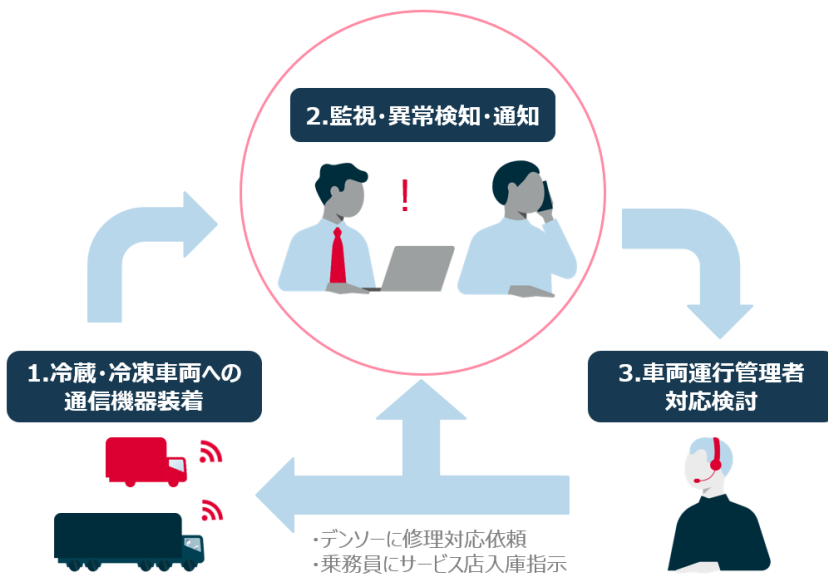 2.監視・異常検知・通知
!
1.冷蔵・冷凍車両への
通信機器装着
3.車両運行管理者
対応検討
・デンソーに修理対応依頼
・乗務員にサービス店入庫指示